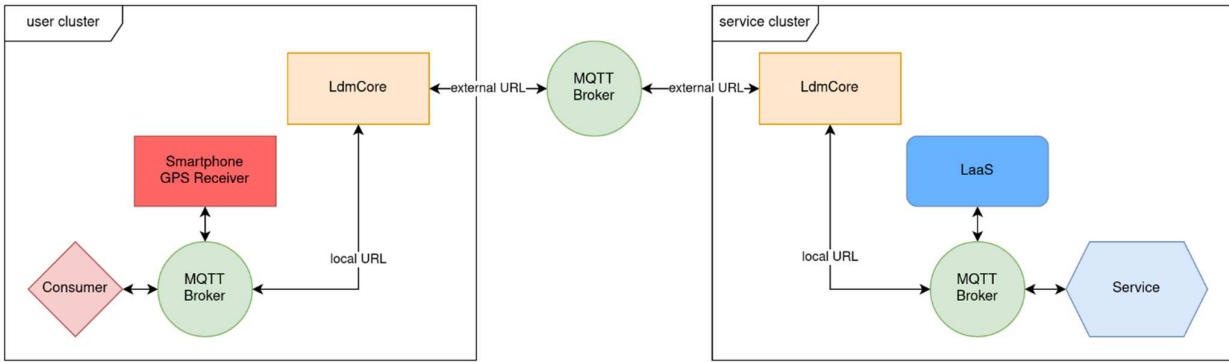 user cluster
LdmCore
external URL
Smartphone
GPS Receiver
Consumer
MQTT
Broker
local URL
MQTT
Broker
service cluster
external URL
LdmCore
LaaS
local URL
MQTT
Broker
Service